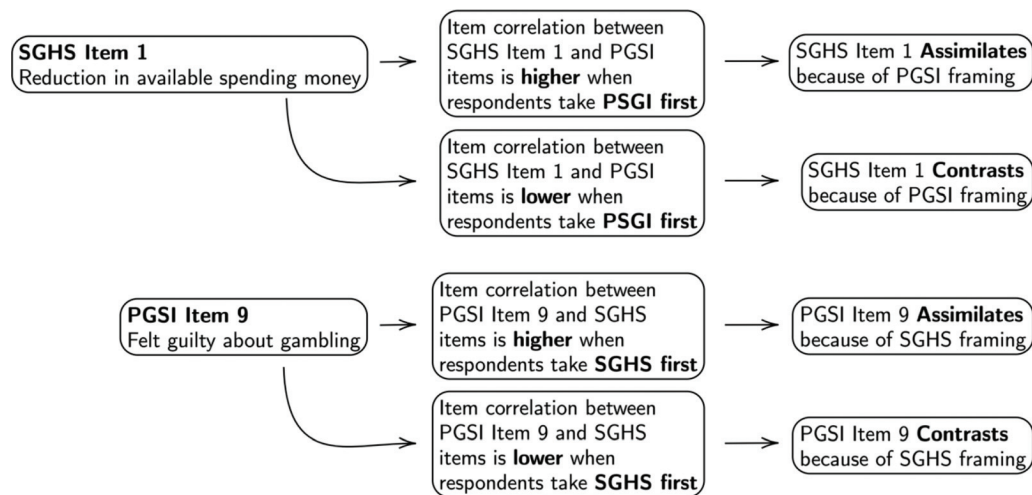 SGHS Item 1
Reduction in available spending money
Item correlation between
SGHS Item 1 and PGSI
items is higher when
respondents take PSGI first
SGHS Item 1 Assimilates
because of PGSI framing
Item correlation between
SGHS Item 1 and PGSI
items is lower when
respondents take PSGI first
SGHS Item 1 Contrasts
because of PGSI framing
PGSI Item 9
Felt guilty about gambling
Item correlation between
PGSI Item 9 and SGHS
items is higher when
respondents take SGHS first
PGSI Item 9 Assimilates
because of SGHS framing
Item correlation between
PGSI Item 9 and SGHS
items is lower when
respondents take SGHS first
PGSI Item 9 Contrasts
because of SGHS framing